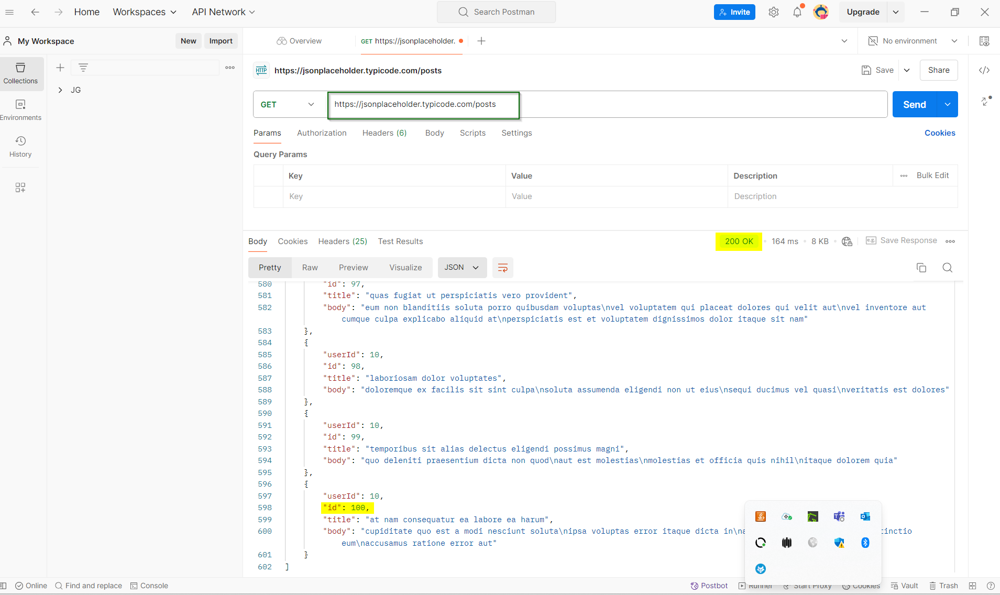 Home Workspaces API Network Search Postman Invite Upgrade
My Workspace New Import Overview GET https://jsonplaceholder. No environment
Collections
JG
Environments
History
HTTP https://jsonplaceholder.typicode.com/posts Save Share
GET https://jsonplaceholder.typicode.com/posts Send
Params Authorization Headers (6) Body Scripts Settings Cookies
Query Params
Key Value Description Bulk Edit
Key Value Description
Body Cookies Headers (25) Test Results 200 OK 164 ms 8 KB e.g. Save Response
Pretty Raw Preview Visualize JSON
580 "id": 97,
581 "title": "quas fugiat ut perspiciatis vero provident",
582 "body": "eum non blanditiis soluta porro quibusdam voluptas\nvel voluptatem qui placeat dolores qui velit aut\nvel inventore aut
cumque culpa explicabo aliquid at\nperspiciatis est et voluptatem dignissimos dolor itaque sit nam"
583 },
584 {
585 "userId": 10,
586 "id": 98,
587 "title": "laboriosam dolor voluptates",
588 "body": "doloremque ex facilis sit sint culpa\nsoluta assumenda eligendi non ut eius\nsequi ducimus vel quasi\nveritatis est dolores"
589 },
590 {
591 "userId": 10,
592 "id": 99,
593 "title": "temporibus sit alias delectus eligendi possimus magni",
594 "body": "quo deleniti praesentium dicta non quod\naut est molestias\nmolestias et officia quis nihil\nitaque dolorem quia"
595 },
596 {
597 "userId": 10,
598 "id": 100,
599 "title": "at nam consequatur ea labore ea harum",
600 "body": "cupiditate quo est a modi nesciunt soluta\nipsa voluptas error itaque dicta in\na tinctio
eum\naccusamus ratione error aut"
601 }
602 ]
Online Find and replace Console Postbot Runner Start Proxy Cookies Vault Trash